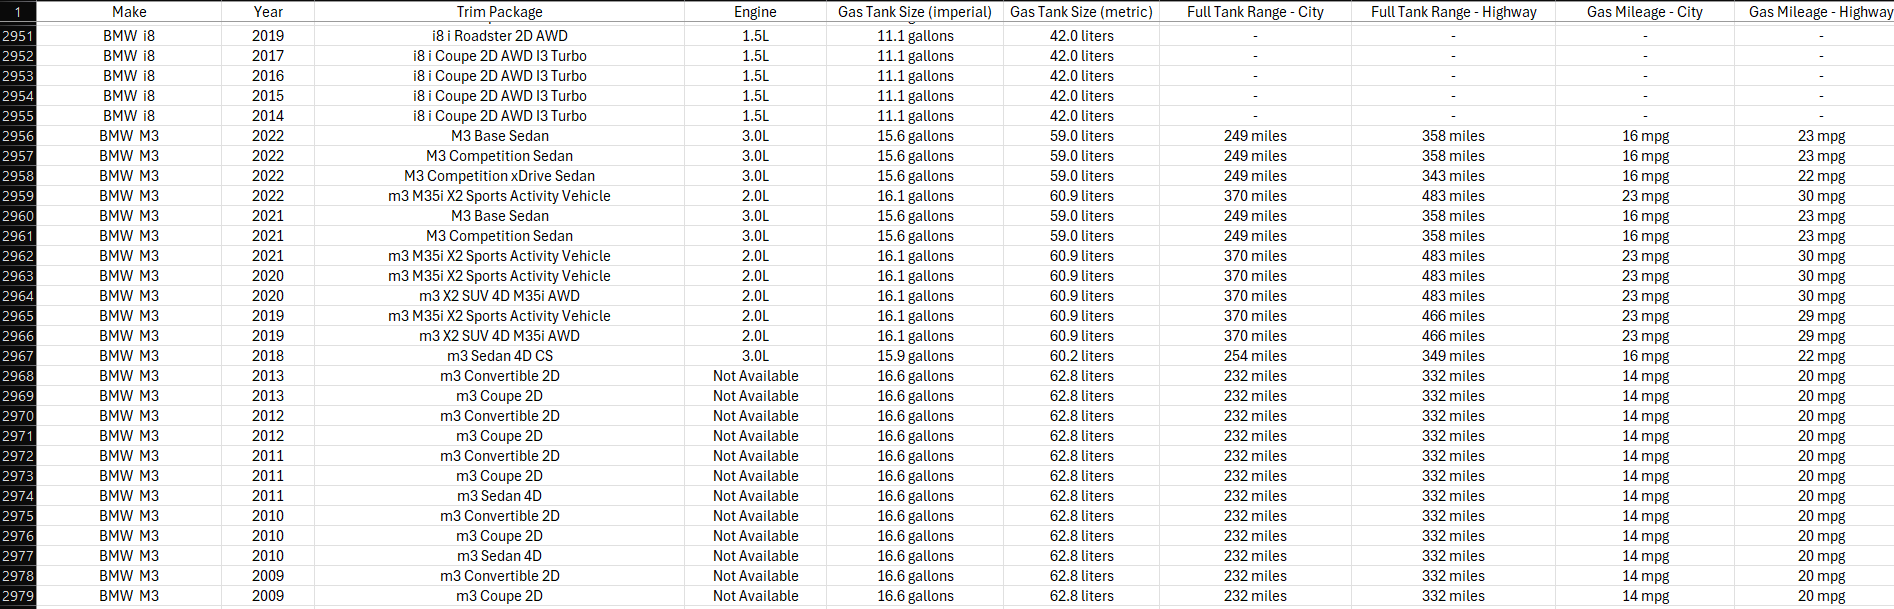 1 Make Year Trim Package Engine Gas Tank Size (imperial) Gas Tank Size (metric) Full Tank Range - City Full Tank Range - Highway Gas Mileage - City Gas Mileage - Highway
2951 BMW i8 2019 i8 i Roadster 2D AWD 1.5L 11.1 gallons 42.0 liters - - - -
2952 BMW i8 2017 i8 i Coupe 2D AWD I3 Turbo 1.5L 11.1 gallons 42.0 liters - - - -
2953 BMW i8 2016 i8 i Coupe 2D AWD I3 Turbo 1.5L 11.1 gallons 42.0 liters - - - -
2954 BMW i8 2015 i8 i Coupe 2D AWD I3 Turbo 1.5L 11.1 gallons 42.0 liters - - - -
2955 BMW i8 2014 i8 i Coupe 2D AWD I3 Turbo 1.5L 11.1 gallons 42.0 liters - - - -
2956 BMW M3 2022 M3 Base Sedan 3.0L 15.6 gallons 59.0 liters 249 miles 358 miles 16 mpg 23 mpg
2957 BMW M3 2022 M3 Competition Sedan 3.0L 15.6 gallons 59.0 liters 249 miles 358 miles 16 mpg 23 mpg
2958 BMW M3 2022 M3 Competition xDrive Sedan 3.0L 15.6 gallons 59.0 liters 249 miles 343 miles 16 mpg 22 mpg
2959 BMW M3 2022 m3 M35i X2 Sports Activity Vehicle 2.0L 16.1 gallons 60.9 liters 370 miles 483 miles 23 mpg 30 mpg
2960 BMW M3 2021 M3 Base Sedan 3.0L 15.6 gallons 59.0 liters 249 miles 358 miles 16 mpg 23 mpg
2961 BMW M3 2021 M3 Competition Sedan 3.0L 15.6 gallons 59.0 liters 249 miles 358 miles 16 mpg 23 mpg
2962 BMW M3 2021 m3 M35i X2 Sports Activity Vehicle 2.0L 16.1 gallons 60.9 liters 370 miles 483 miles 23 mpg 30 mpg
2963 BMW M3 2020 m3 M35i X2 Sports Activity Vehicle 2.0L 16.1 gallons 60.9 liters 370 miles 483 miles 23 mpg 30 mpg
2964 BMW M3 2020 m3 X2 SUV 4D M35i AWD 2.0L 16.1 gallons 60.9 liters 370 miles 483 miles 23 mpg 30 mpg
2965 BMW M3 2019 m3 M35i X2 Sports Activity Vehicle 2.0L 16.1 gallons 60.9 liters 370 miles 466 miles 23 mpg 29 mpg
2966 BMW M3 2019 m3 X2 SUV 4D M35i AWD 2.0L 16.1 gallons 60.9 liters 370 miles 466 miles 23 mpg 29 mpg
2967 BMW M3 2018 m3 Sedan 4D CS 3.0L 15.9 gallons 60.2 liters 254 miles 349 miles 16 mpg 22 mpg
2968 BMW M3 2013 m3 Convertible 2D Not Available 16.6 gallons 62.8 liters 232 miles 332 miles 14 mpg 20 mpg
2969 BMW M3 2013 m3 Coupe 2D Not Available 16.6 gallons 62.8 liters 232 miles 332 miles 14 mpg 20 mpg
2970 BMW M3 2012 m3 Convertible 2D Not Available 16.6 gallons 62.8 liters 232 miles 332 miles 14 mpg 20 mpg
2971 BMW M3 2012 m3 Coupe 2D Not Available 16.6 gallons 62.8 liters 232 miles 332 miles 14 mpg 20 mpg
2972 BMW M3 2011 m3 Convertible 2D Not Available 16.6 gallons 62.8 liters 232 miles 332 miles 14 mpg 20 mpg
2973 BMW M3 2011 m3 Coupe 2D Not Available 16.6 gallons 62.8 liters 232 miles 332 miles 14 mpg 20 mpg
2974 BMW M3 2011 m3 Sedan 4D Not Available 16.6 gallons 62.8 liters 232 miles 332 miles 14 mpg 20 mpg
2975 BMW M3 2010 m3 Convertible 2D Not Available 16.6 gallons 62.8 liters 232 miles 332 miles 14 mpg 20 mpg
2976 BMW M3 2010 m3 Coupe 2D Not Available 16.6 gallons 62.8 liters 232 miles 332 miles 14 mpg 20 mpg
2977 BMW M3 2010 m3 Sedan 4D Not Available 16.6 gallons 62.8 liters 232 miles 332 miles 14 mpg 20 mpg
2978 BMW M3 2009 m3 Convertible 2D Not Available 16.6 gallons 62.8 liters 232 miles 332 miles 14 mpg 20 mpg
2979 BMW M3 2009 m3 Coupe 2D Not Available 16.6 gallons 62.8 liters 232 miles 332 miles 14 mpg 20 mpg